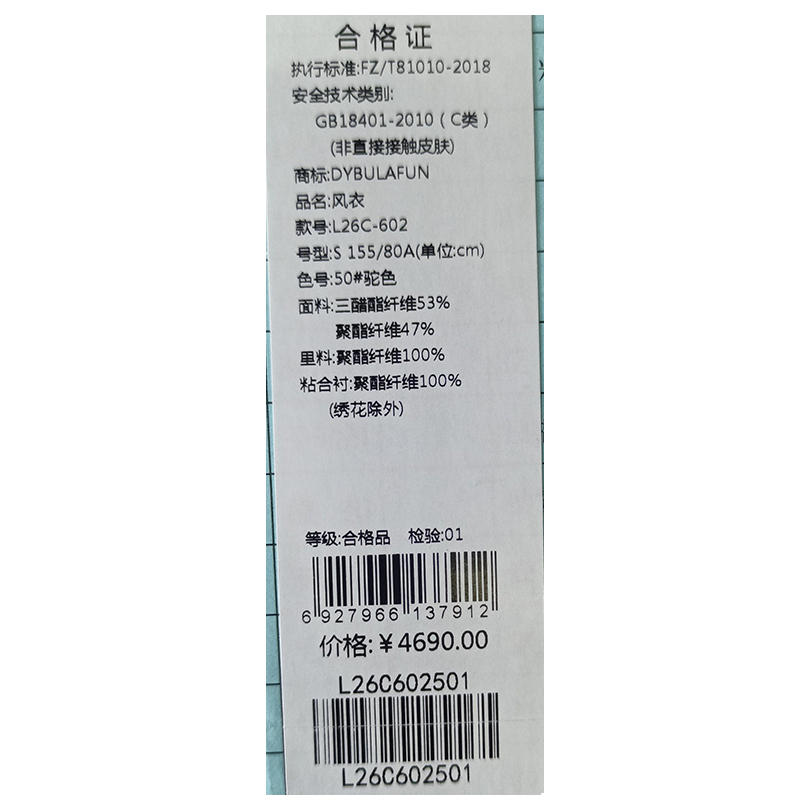 合格证
执行标准:FZ/T81010-2018
安全技术类别:
GB18401-2010（C类）
(非直接接触皮肤)
商标:DYBULAFUN
品名:风衣
款号:L26C-602
号型:S 155/80A(单位:cm)
色号:50#驼色
面料:三醋酯纤维53%
聚酯纤维47%
里料:聚酯纤维100%
粘合衬:聚酯纤维100%
(绣花除外)
等级:合格品 检验:01
6 927966 137912
价格:￥4690.00
L26C602501
L26C602501